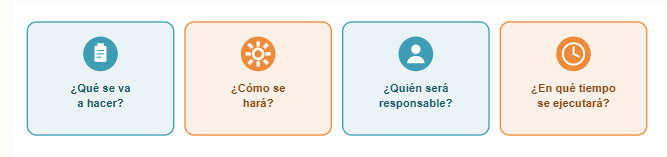 ¿Qué se va
a hacer?
¿Cómo se
hará?
¿Quién será
responsable?
¿En qué tiempo
se ejecutará?